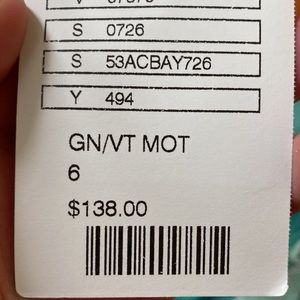 S 0726
S 53ACBAY726
Y 494
GN/VT MOT
6
$138.00